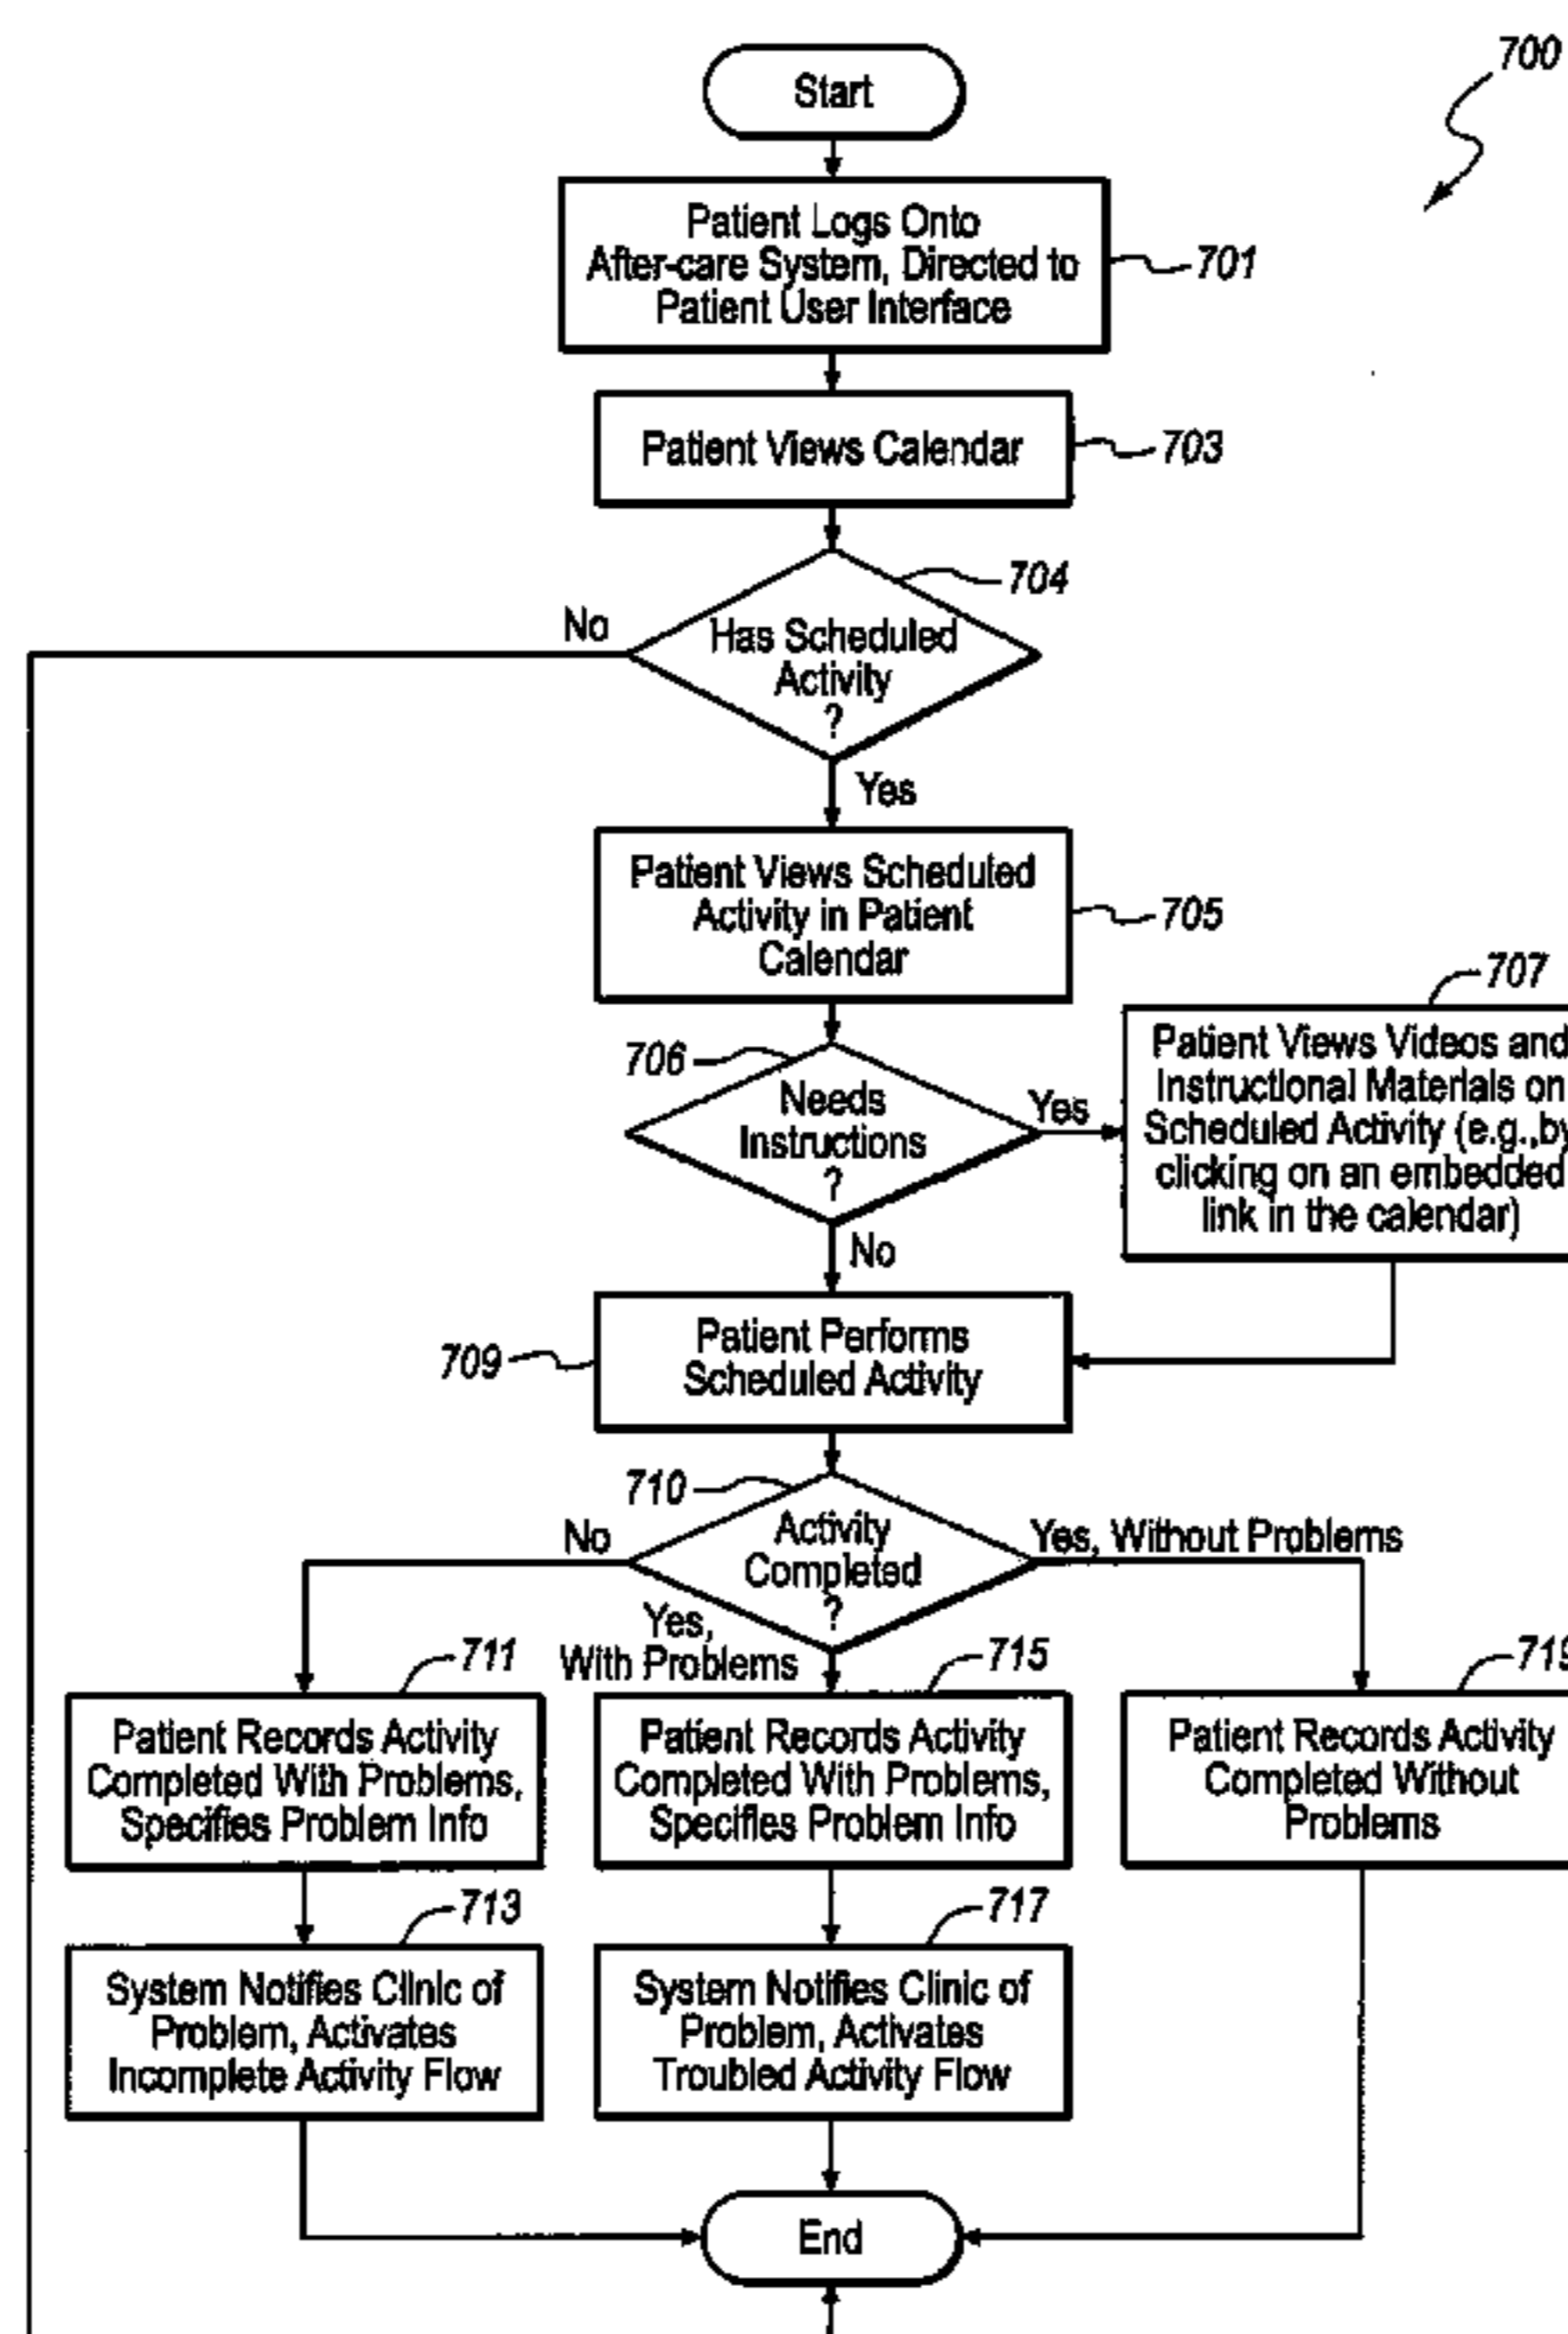 700
Start
Patient Logs Onto
After-care System, Directed to
Patient User Interface
701
Patient Views Calendar
703
704
No
Has Scheduled
Activity
?
Yes
Patient Views Scheduled
Activity in Patient
Calendar
705
707
706
Needs
Instructions
?
Yes
Patient Views Videos and
Instructional Materials on
Scheduled Activity (e.g.,by
clicking on an embedded
link in the calendar)
No
709
Patient Performs
Scheduled Activity
710
No
Activity
Completed
?
Yes, Without Problems
Yes,
With Problems
711
715
719
Patient Records Activity
Completed With Problems,
Specifies Problem Info
Patient Records Activity
Completed With Problems,
Specifies Problem Info
Patient Records Activity
Completed Without
Problems
713
717
System Notifies Clinic of
Problem, Activates
Incomplete Activity Flow
System Notifies Clinic of
Problem, Activates
Troubled Activity Flow
End